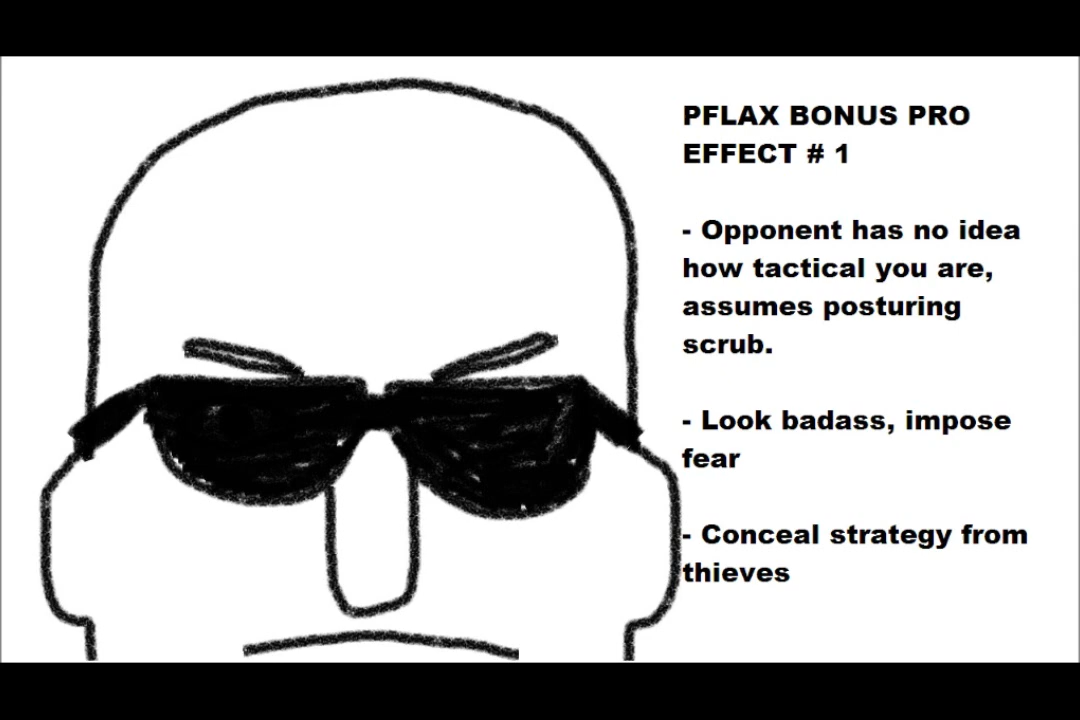 PFLAX BONUS PRO
EFFECT # 1
- Opponent has no idea
how tactical you are,
assumes posturing
scrub.
- Look badass, impose
fear
- Conceal strategy from
thieves